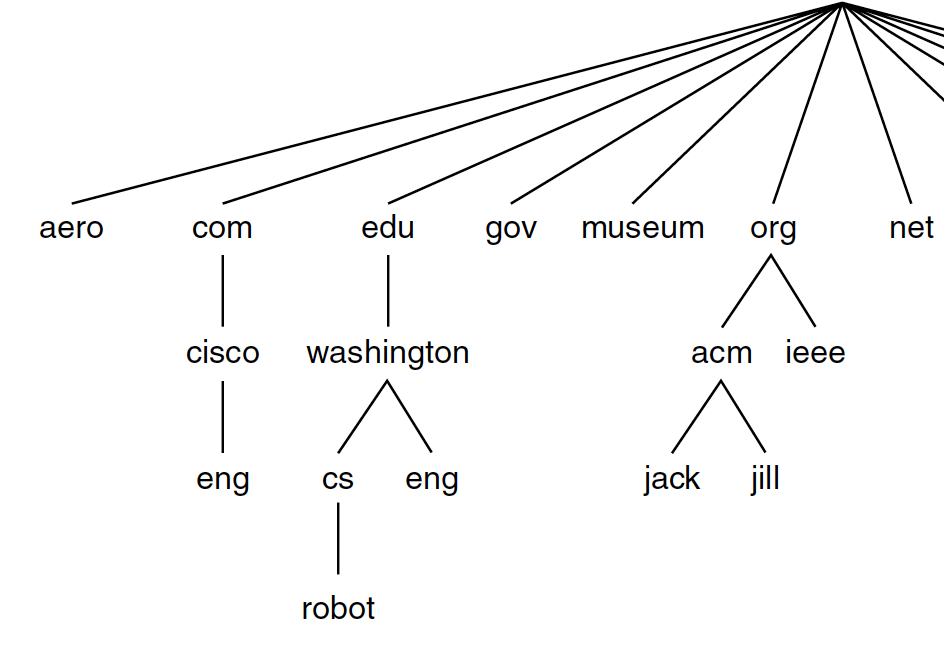 aero com edu gov museum org net
cisco washington acm ieee
eng cs eng jack jill
robot